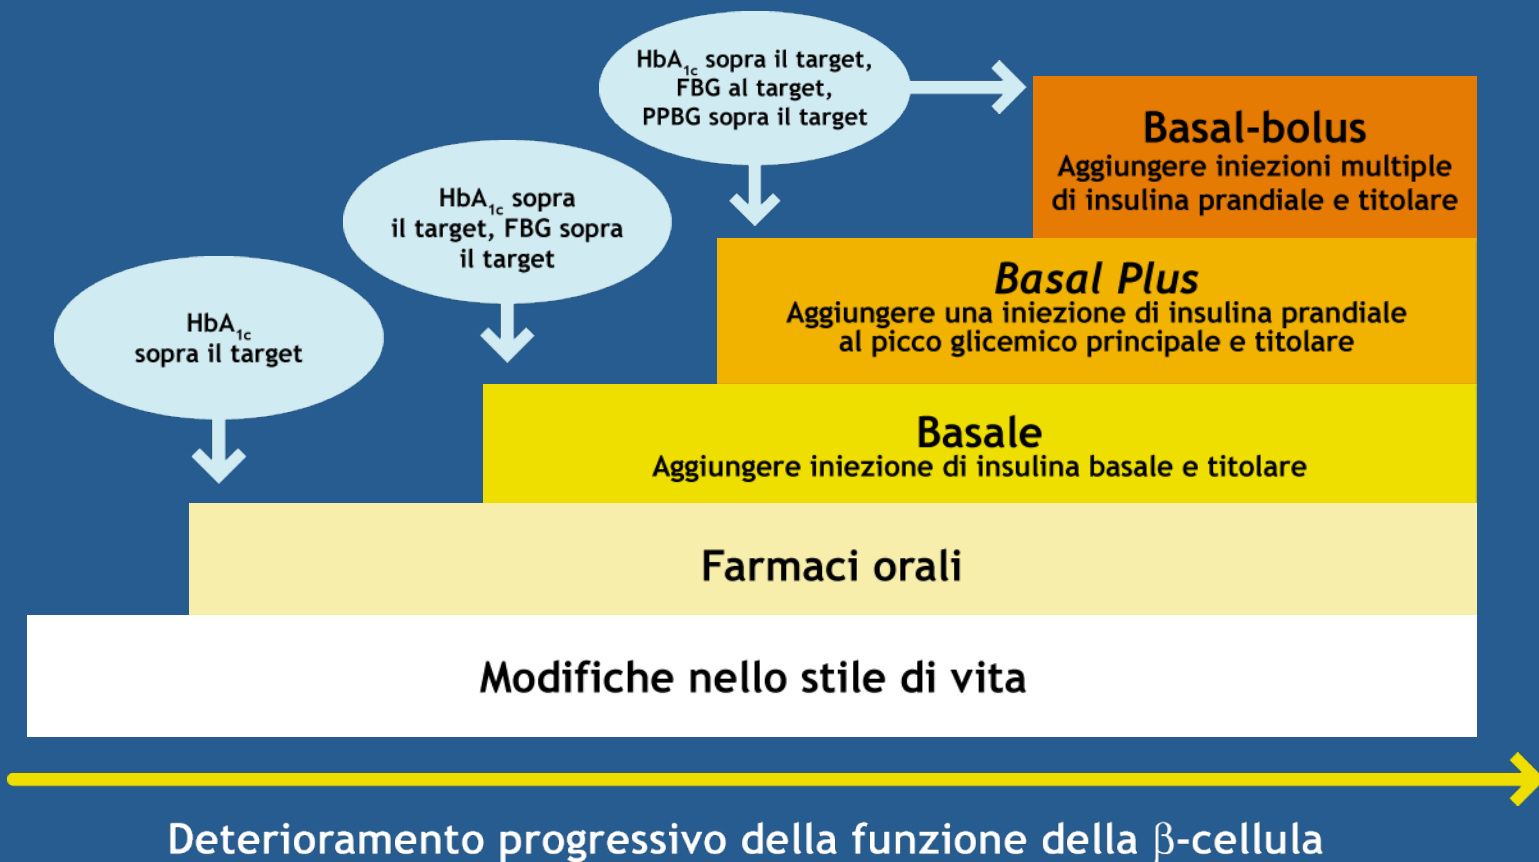 HbA1c sopra il target,
FBG al target,
PPBG sopra il target
Basal-bolus
Aggiungere iniezioni multiple
di insulina prandiale e titolare
HbA1c sopra
il target, FBG sopra
il target
Basal Plus
Aggiungere una iniezione di insulina prandiale
al picco glicemico principale e titolare
HbA1c
sopra il target
Basale
Aggiungere iniezione di insulina basale e titolare
Farmaci orali
Modifiche nello stile di vita
Deterioramento progressivo della funzione della β-cellula